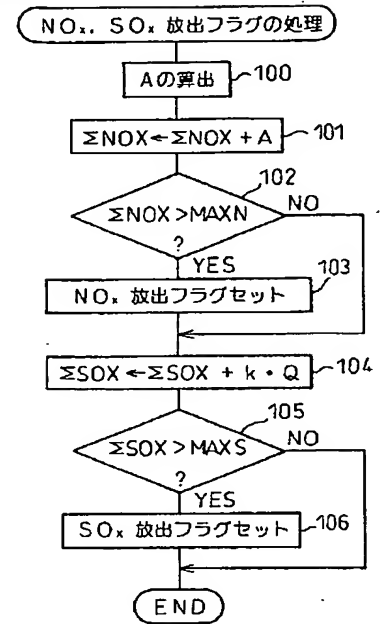 NOx, SOx 放出フラグの処理
Aの算出
100
ΣNOX←ΣNOX + A
101
102
ΣNOX>MAXN
?
NO
YES
103
NOx 放出フラグセット
ΣSOX←ΣSOX + k・Q
104
105
ΣSOX>MAXS
?
NO
YES
SOx 放出フラグセット
106
END